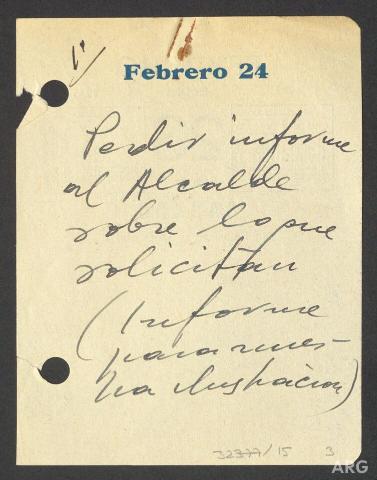 1º
Febrero 24
Pedir informe
al Alcalde
sobre lo que
solicitan
(Informe
para nues-
tra ilustración)
32377/15 3
ARG